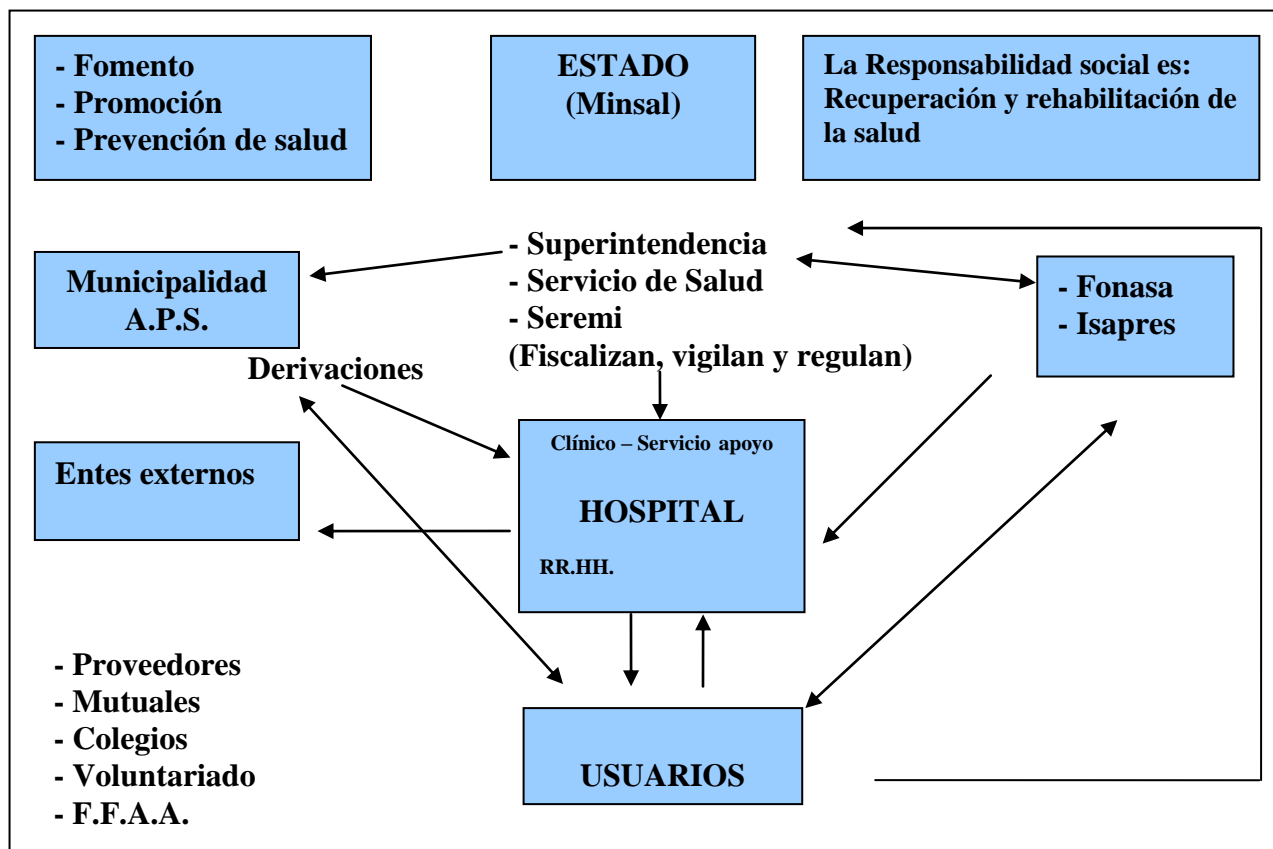 - Fomento
- Promoción
- Prevención de salud
ESTADO
(Minsal)
La Responsabilidad social es:
Recuperación y rehabilitación de
la salud
Municipalidad
A.P.S.
- Superintendencia
- Servicio de Salud
- Seremi
(Fiscalizan, vigilan y regulan)
- Fonasa
- Isapres
Derivaciones
Entes externos
Clínico – Servicio apoyo
HOSPITAL
RR.HH.
- Proveedores
- Mutuales
- Colegios
- Voluntariado
- F.F.A.A.
USUARIOS